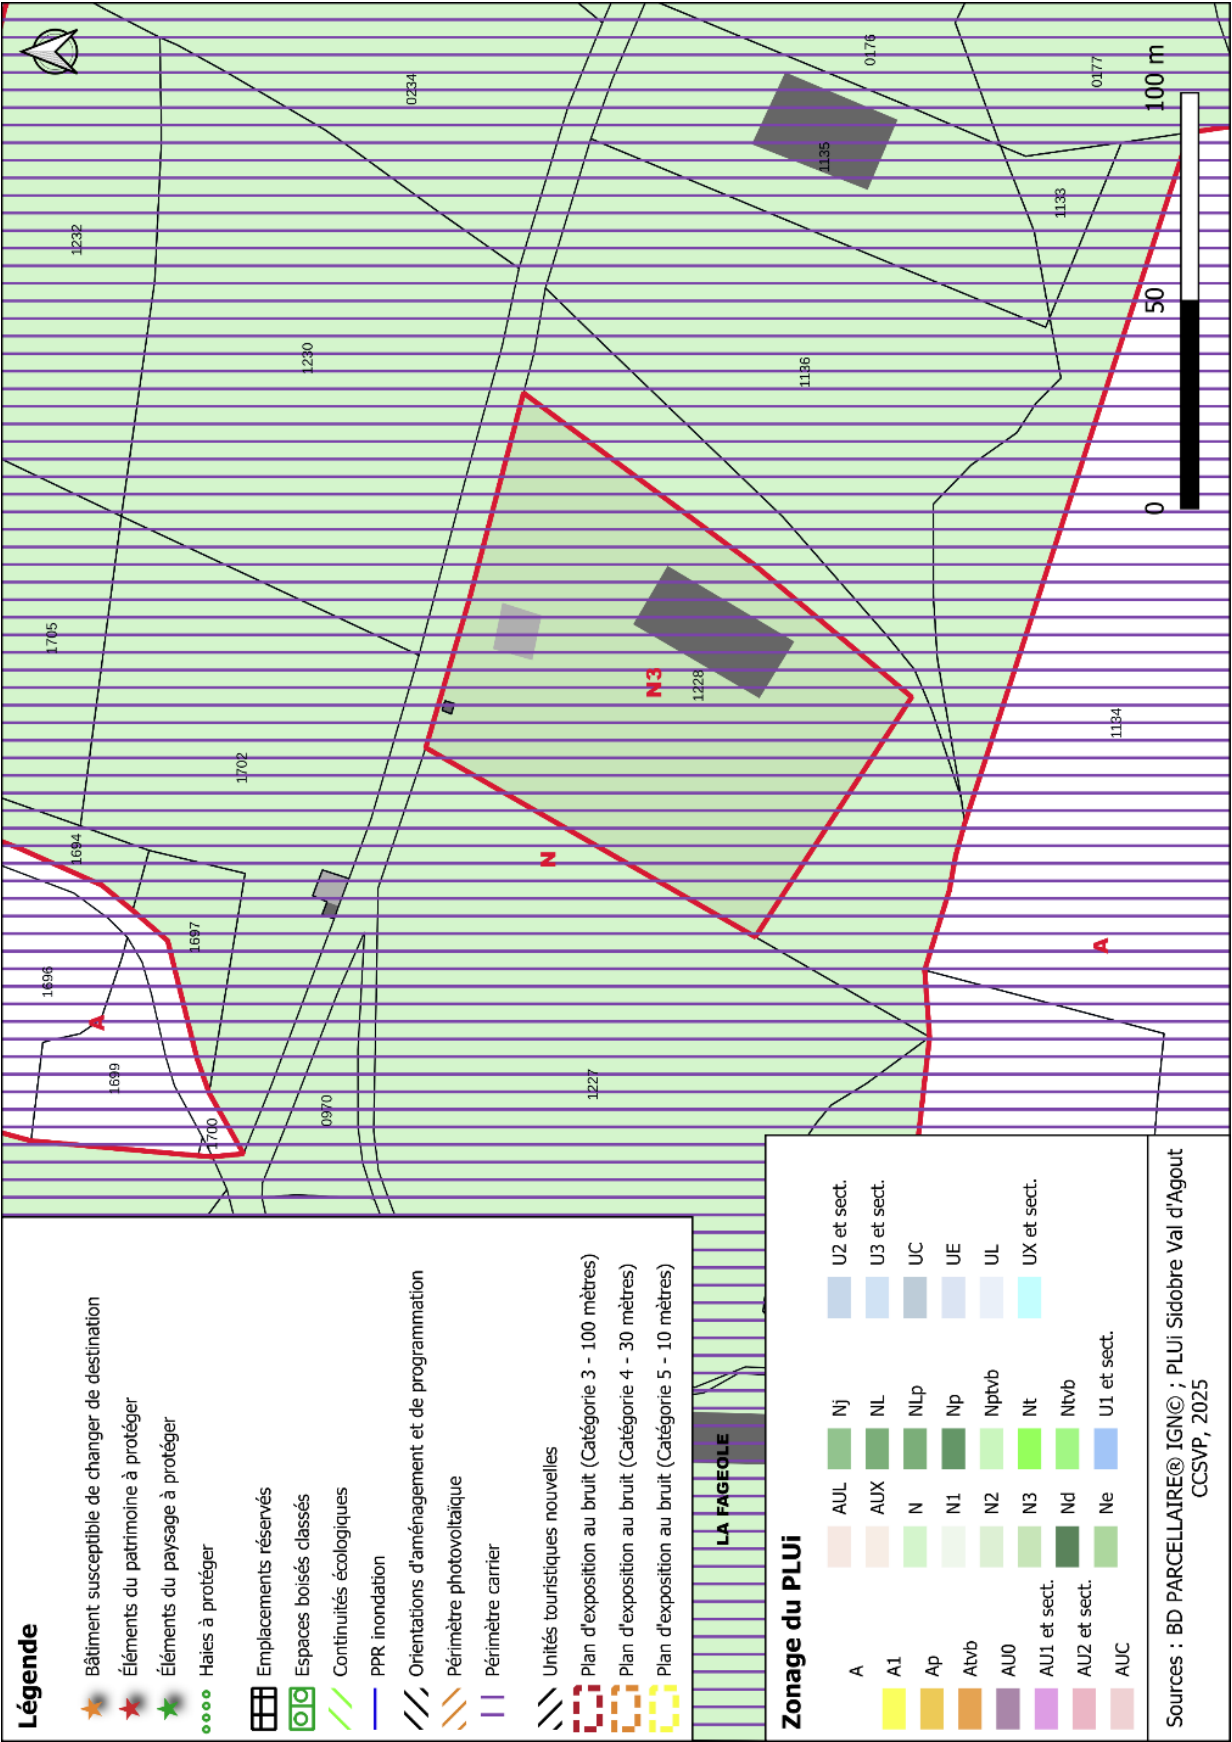 1232
0234
0176
0177
1230
1135
1133
1136
1705
1702
1694
1697
1696
A
1699
1700
0970
N
N3
1228
1134
A
1227
0 50 100 m
LA FAGEOLE
Légende
Bâtiment susceptible de changer de destination
Éléments du patrimoine à protéger
Éléments du paysage à protéger
Haies à protéger
Emplacements réservés
Espaces boisés classés
Continuités écologiques
PPR inondation
Orientations d'aménagement et de programmation
Périmètre photovoltaïque
Périmètre carrier
Unités touristiques nouvelles
Plan d'exposition au bruit (Catégorie 3 - 100 mètres)
Plan d'exposition au bruit (Catégorie 4 - 30 mètres)
Plan d'exposition au bruit (Catégorie 5 - 10 mètres)
Zonage du PLUi
A
A1
Ap
Atvb
AU0
AU1 et sect.
AU2 et sect.
AUC
AUL
AUX
N
N1
N2
N3
Nd
Ne
Nj
NL
NLp
Np
Nptvb
Nt
Ntvb
U1 et sect.
U2 et sect.
U3 et sect.
UC
UE
UL
UX et sect.
Sources : BD PARCELLAIRE® IGN© ; PLUi Sidobre Val d'Agout
CCSVP, 2025